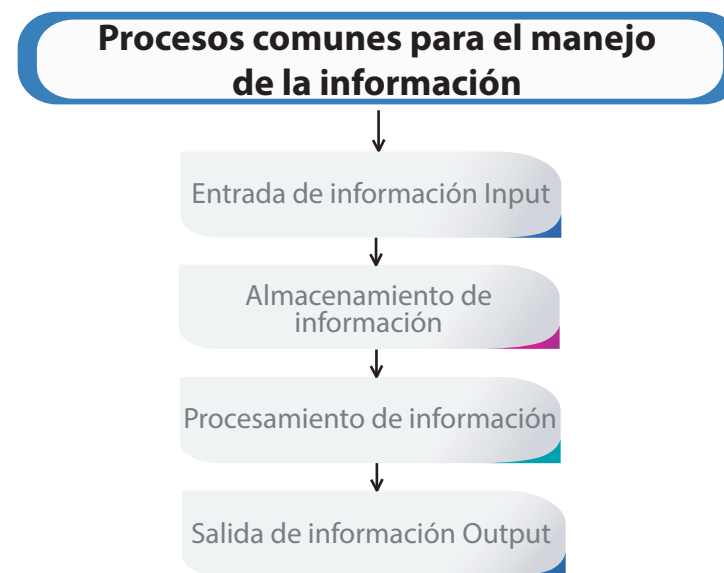 Procesos comunes para el manejo
de la información
Entrada de información Input
Almacenamiento de
información
Procesamiento de información
Salida de información Output